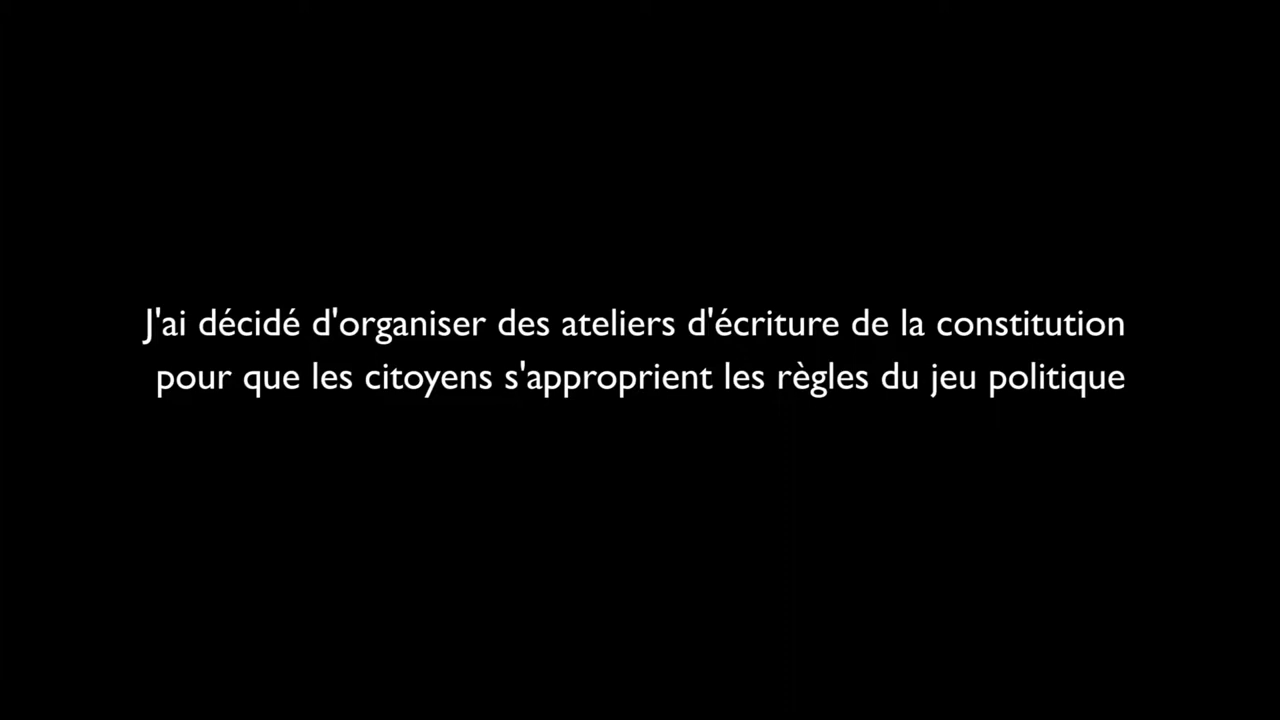 J'ai décidé d'organiser des ateliers d'écriture de la constitution
pour que les citoyens s'approprient les règles du jeu politique